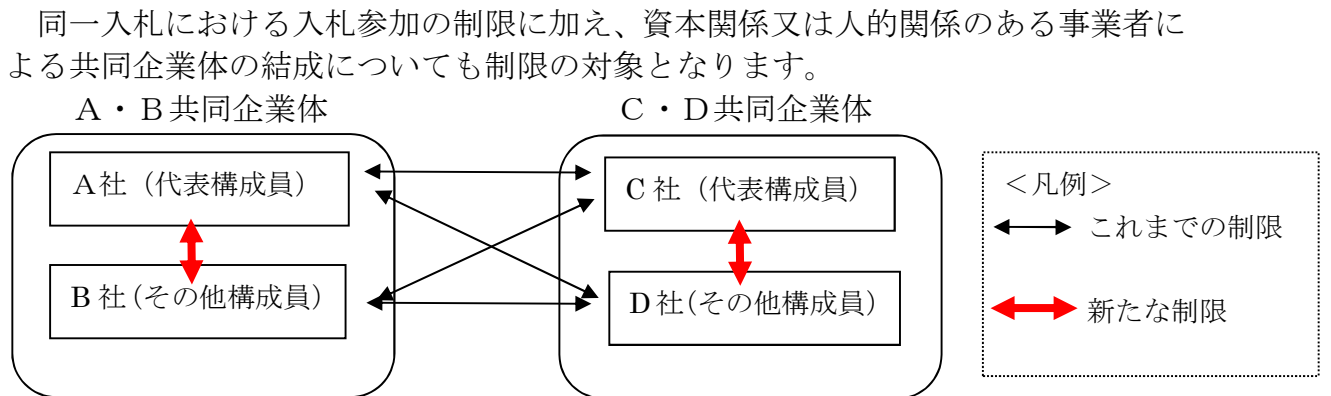 同一入札における入札参加の制限に加え、資本関係又は人的関係のある事業者に
よる共同企業体の結成についても制限の対象となります。
Ａ・Ｂ共同企業体
Ｃ・Ｄ共同企業体
Ａ社（代表構成員）
Ｃ社（代表構成員）
Ｂ社（その他構成員）
Ｄ社（その他構成員）
＜凡例＞
これまでの制限
新たな制限